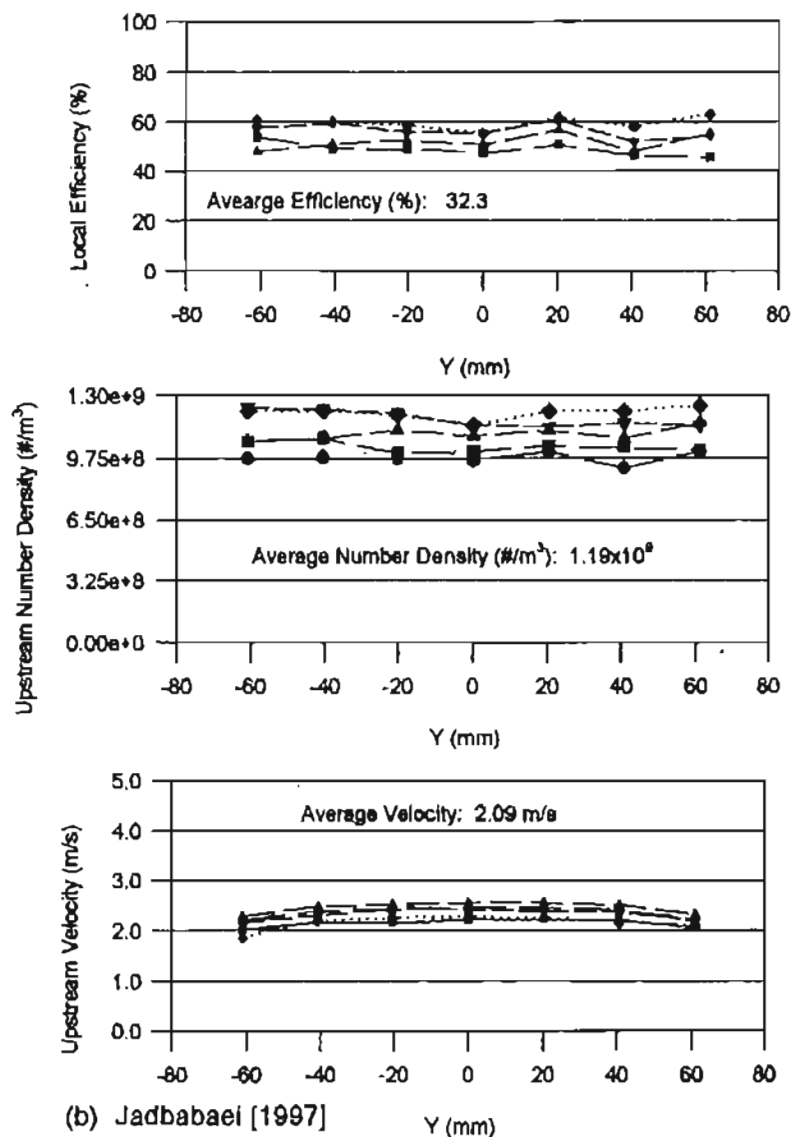 100
80
60
40
20
0
Local Efficiency (%)
Avearge Efficiency (%): 32.3
-80 -60 -40 -20 0 20 40 60 80
Y (mm)
1.30e+9
9.75e+8
6.50e+8
3.25e+8
0.00e+0
Upstream Number Density (#/m³)
Average Number Density (#/m³): 1.19x10⁹
-80 -60 -40 -20 0 20 40 60 80
Y (mm)
5.0
4.0
3.0
2.0
1.0
0.0
Upstream Velocity (m/s)
Average Velocity: 2.09 m/s
-80 -60 -40 -20 0 20 40 60 80
Y (mm)
(b) Jadbabaei [1997]